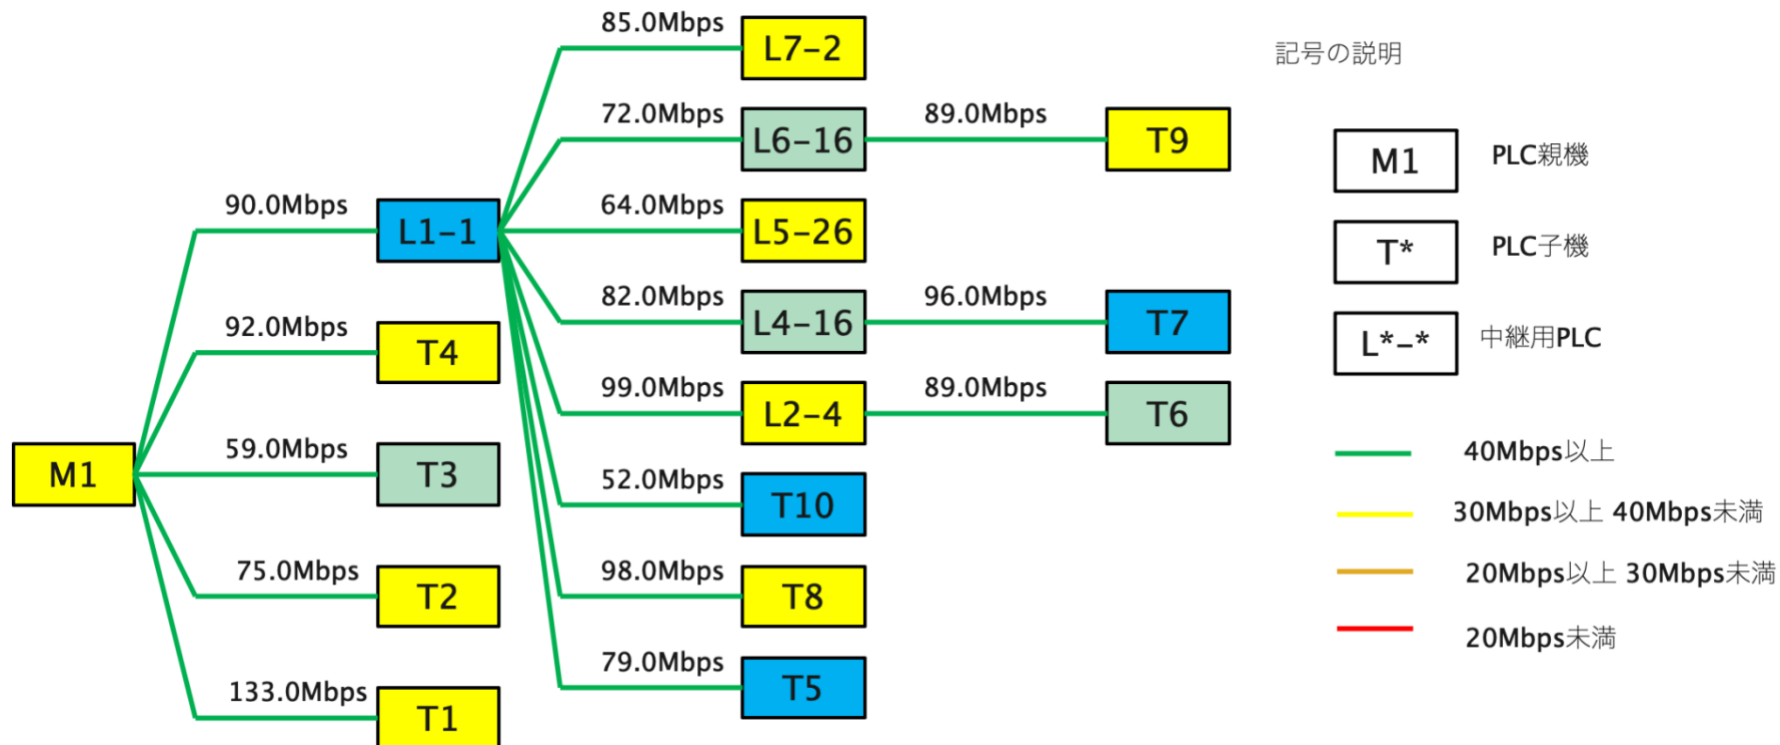 85.0Mbps
L7-2
72.0Mbps
L6-16
89.0Mbps
T9
90.0Mbps
L1-1
64.0Mbps
L5-26
82.0Mbps
L4-16
96.0Mbps
T7
92.0Mbps
T4
99.0Mbps
L2-4
89.0Mbps
T6
M1
59.0Mbps
T3
52.0Mbps
T10
75.0Mbps
T2
98.0Mbps
T8
133.0Mbps
T1
79.0Mbps
T5
記号の説明
M1
PLC親機
T*
PLC子機
L*-*
中継用PLC
40Mbps以上
30Mbps以上 40Mbps未満
20Mbps以上 30Mbps未満
20Mbps未満